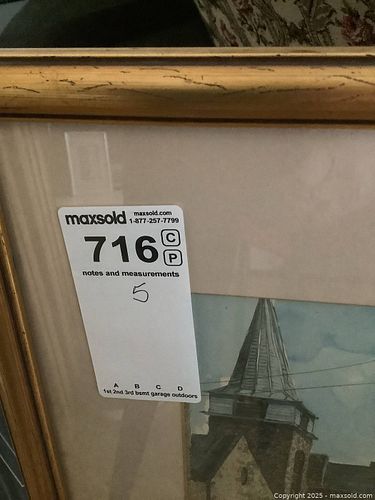 maxsold maxsold.com
1-877-257-7799
716 C
P
notes and measurements
5
A B C D
1st 2nd 3rd bsmt garage outdoors
Copyright 2025 - maxsold.com